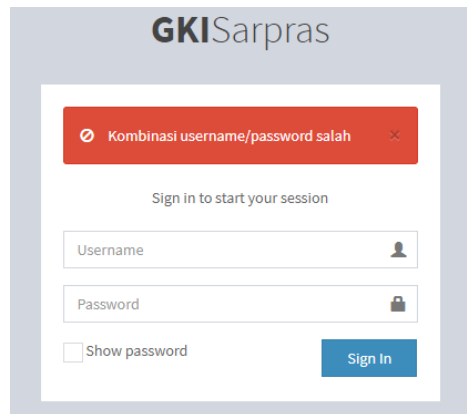 GKISarpras
Kombinasi username/password salah ×
Sign in to start your session
Username
Password
Show password
Sign In